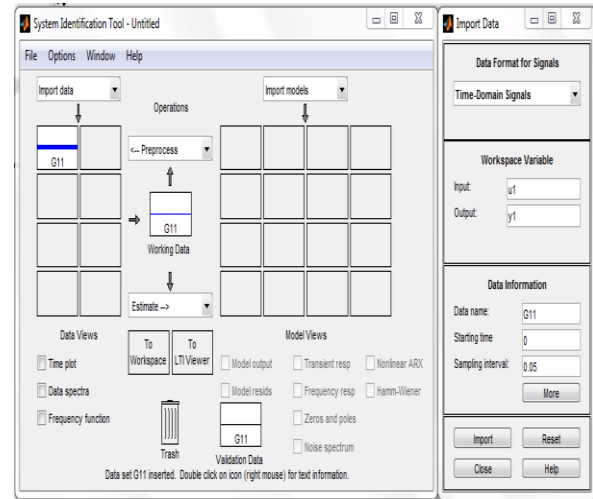 System Identification Tool - Untitled
File Options Window Help
Import data
Import models
Operations
<-- Preprocess
G11
G11
Working Data
Estimate -->
Data Views
To Workspace
To LTI Viewer
Model Views
Time plot
Data spectra
Frequency function
Model output
Transient resp
Nonlinear ARX
Model resids
Frequency resp
Hamm-Wiener
Zeros and poles
Noise spectrum
Trash
G11
Validation Data
Data set G11 inserted. Double click on icon (right mouse) for text information.
Import Data
Data Format for Signals
Time-Domain Signals
Workspace Variable
Input: u1
Output: y1
Data Information
Data name: G11
Starting time 0
Sampling interval: 0.05
More
Import Reset
Close Help